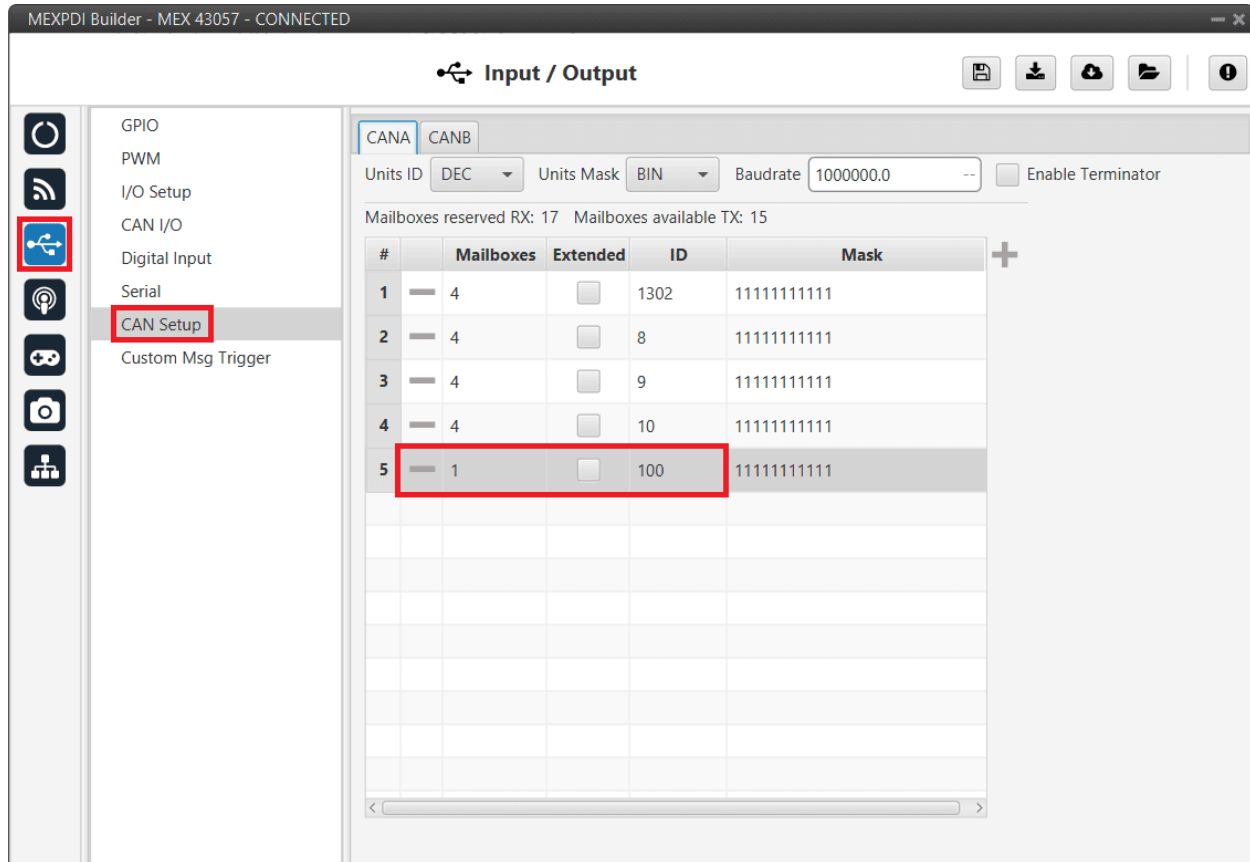 MEXPDI Builder - MEX 43057 - CONNECTED
Input / Output
GPIO
PWM
I/O Setup
CAN I/O
Digital Input
Serial
CAN Setup
Custom Msg Trigger
CANA CANB
Units ID DEC Units Mask BIN Baudrate 1000000.0 -- Enable Terminator
Mailboxes reserved RX: 17 Mailboxes available TX: 15
# Mailboxes Extended ID Mask
1 4 1302 11111111111
2 4 8 11111111111
3 4 9 11111111111
4 4 10 11111111111
5 1 100 11111111111